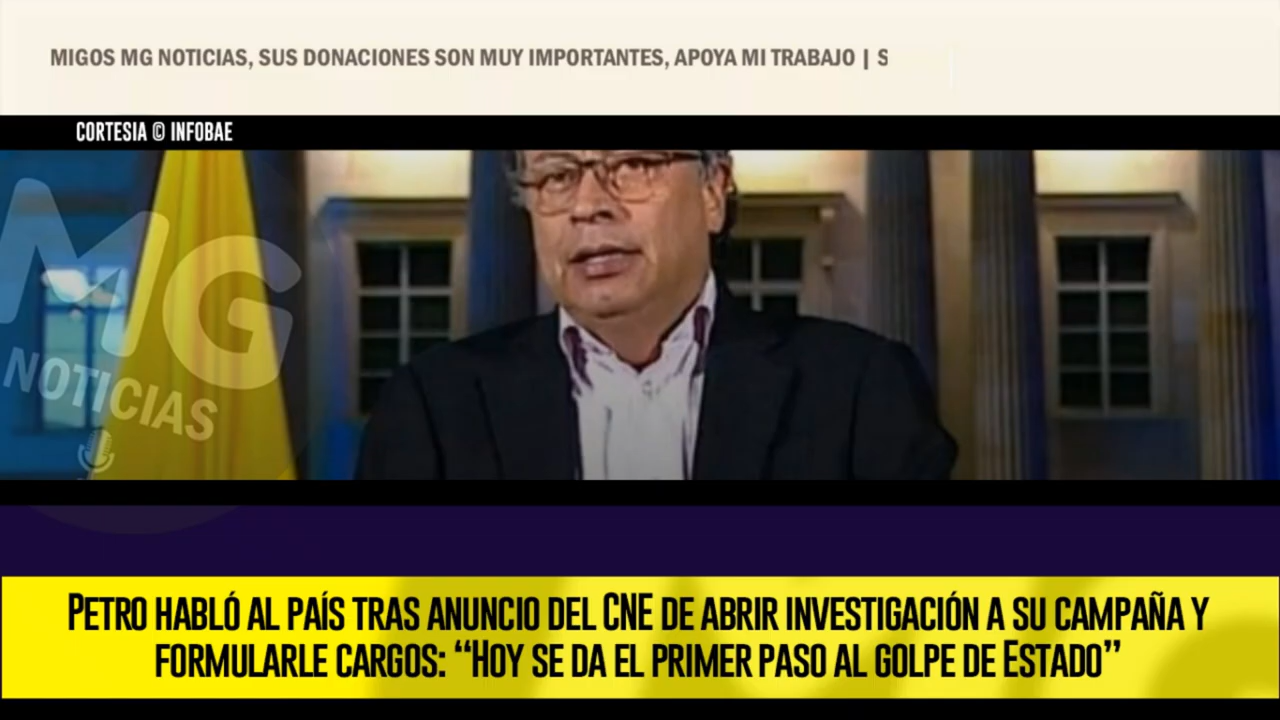 MIGOS MG NOTICIAS, SUS DONACIONES SON MUY IMPORTANTES, APOYA MI TRABAJO | S
CORTESIA © INFOBAE
MG
NOTICIAS
PETRO HABLÓ AL PAÍS TRAS ANUNCIO DEL CNE DE ABRIR INVESTIGACIÓN A SU CAMPAÑA Y
FORMULARLE CARGOS: “HOY SE DA EL PRIMER PASO AL GOLPE DE ESTADO”